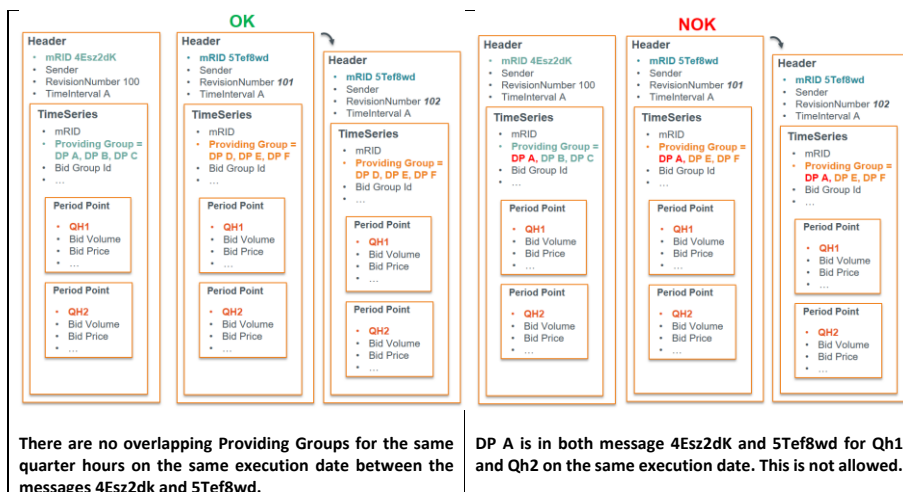 OK
Header
• mRID 4Esz2dK
• Sender
• RevisionNumber 100
• TimeInterval A
TimeSeries
• mRID
• Providing Group =
DP A, DP B, DP C
• Bid Group Id
• …
Period Point
• QH1
• Bid Volume
• Bid Price
• …
Period Point
• QH2
• Bid Volume
• Bid Price
• …
Header
• mRID 5Tef8wd
• Sender
• RevisionNumber 101
• TimeInterval A
TimeSeries
• mRID
• Providing Group =
DP D, DP E, DP F
• Bid Group Id
• …
Period Point
• QH1
• Bid Volume
• Bid Price
• …
Period Point
• QH2
• Bid Volume
• Bid Price
• …
Header
• mRID 5Tef8wd
• Sender
• RevisionNumber 102
• TimeInterval A
TimeSeries
• mRID
• Providing Group =
DP D, DP E, DP F
• Bid Group Id
• …
Period Point
• QH1
• Bid Volume
• Bid Price
• …
Period Point
• QH2
• Bid Volume
• Bid Price
• …
There are no overlapping Providing Groups for the same
quarter hours on the same execution date between the
messages 4Esz2dk and 5Tef8wd.
NOK
Header
• mRID 4Esz2dK
• Sender
• RevisionNumber 100
• TimeInterval A
TimeSeries
• mRID
• Providing Group =
DP A, DP B, DP C
• Bid Group Id
• …
Period Point
• QH1
• Bid Volume
• Bid Price
• …
Period Point
• QH2
• Bid Volume
• Bid Price
• …
Header
• mRID 5Tef8wd
• Sender
• RevisionNumber 101
• TimeInterval A
TimeSeries
• mRID
• Providing Group =
DP A, DP E, DP F
• Bid Group Id
• …
Period Point
• QH1
• Bid Volume
• Bid Price
• …
Period Point
• QH2
• Bid Volume
• Bid Price
• …
Header
• mRID 5Tef8wd
• Sender
• RevisionNumber 102
• TimeInterval A
TimeSeries
• mRID
• Providing Group =
DP A, DP E, DP F
• Bid Group Id
• …
Period Point
• QH1
• Bid Volume
• Bid Price
• …
Period Point
• QH2
• Bid Volume
• Bid Price
• …
DP A is in both message 4Esz2dK and 5Tef8wd for Qh1
and Qh2 on the same execution date. This is not allowed.